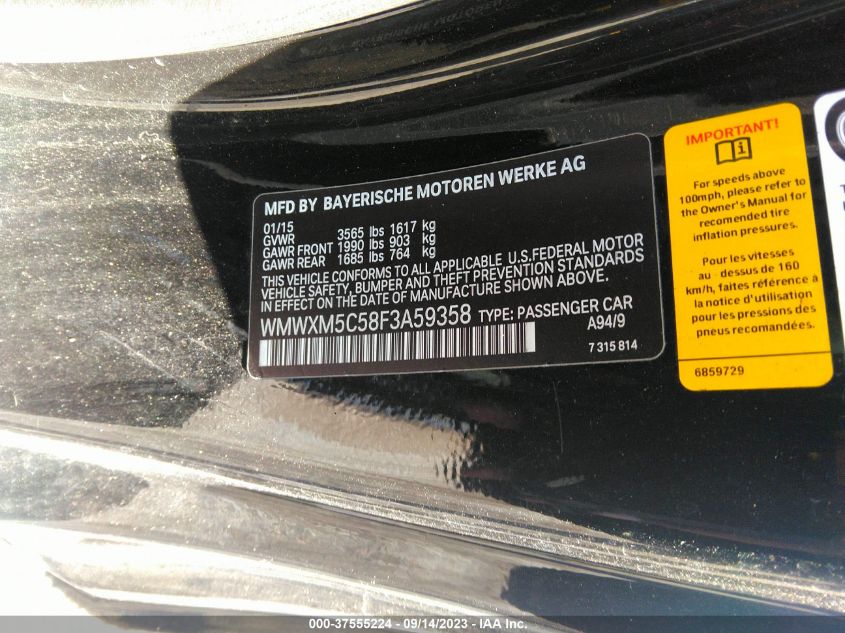 MFD BY BAYERISCHE MOTOREN WERKE AG
01/15
GVWR 3565 lbs 1617 kg
GAWR FRONT 1990 lbs 903 kg
GAWR REAR 1685 lbs 764 kg
THIS VEHICLE CONFORMS TO ALL APPLICABLE U.S.FEDERAL MOTOR
VEHICLE SAFETY, BUMPER AND THEFT PREVENTION STANDARDS
IN EFFECT ON THE DATE OF MANUFACTURE SHOWN ABOVE.
WMWXM5C58F3A59358 TYPE: PASSENGER CAR
A94/9
7 315 814
IMPORTANT!
For speeds above
100mph, please refer to
the Owner's Manual for
recomended tire
inflation pressures.
Pour les vitesses
au dessus de 160
km/h, faites référence à
la notice d'utilisation
pour les pressions des
pneus recomandées.
6859729
000-37555224 - 09/14/2023 - IAA Inc.